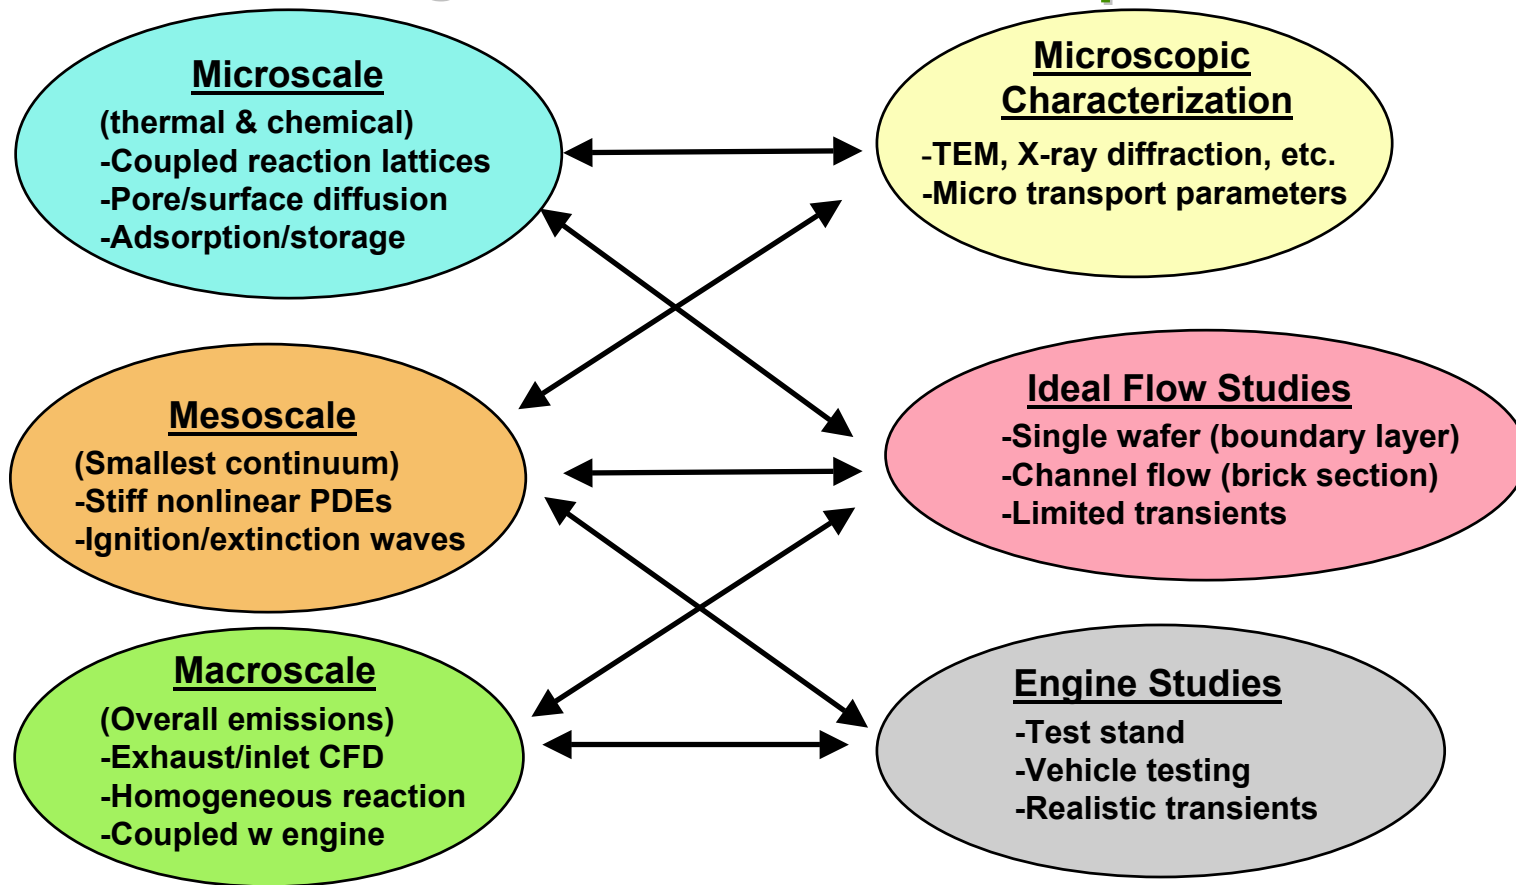 Microscale
(thermal & chemical)
-Coupled reaction lattices
-Pore/surface diffusion
-Adsorption/storage
Microscopic
Characterization
-TEM, X-ray diffraction, etc.
-Micro transport parameters
Mesoscale
(Smallest continuum)
-Stiff nonlinear PDEs
-Ignition/extinction waves
Ideal Flow Studies
-Single wafer (boundary layer)
-Channel flow (brick section)
-Limited transients
Macroscale
(Overall emissions)
-Exhaust/inlet CFD
-Homogeneous reaction
-Coupled w engine
Engine Studies
-Test stand
-Vehicle testing
-Realistic transients